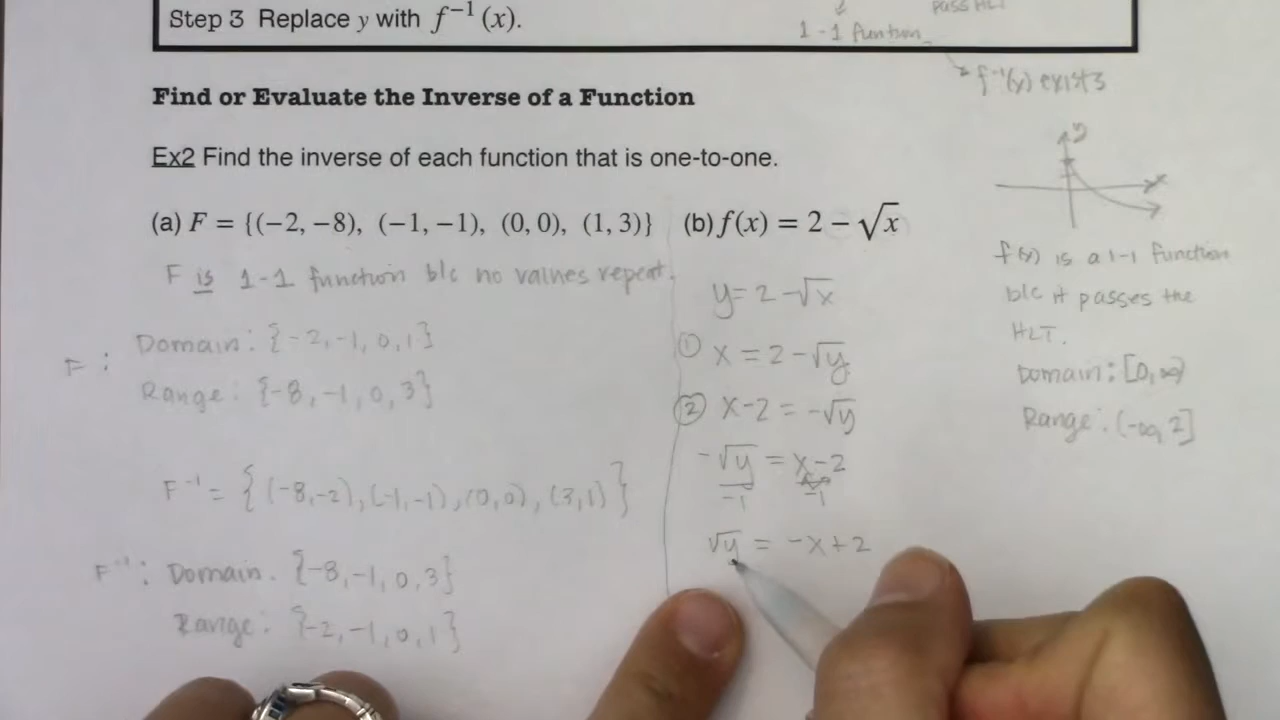 Step 3 Replace y with f⁻¹(x).
pass HLT
1-1 funtion
f⁻¹(x) exists
Find or Evaluate the Inverse of a Function
Ex2 Find the inverse of each function that is one-to-one.
(a) F = {(−2, −8), (−1, −1), (0, 0), (1, 3)}
F is 1-1 function b/c no values repeat.
F: Domain: {-2, -1, 0, 1}
Range: {-8, -1, 0, 3}
F⁻¹ = {(-8,-2), (-1,-1), (0,0), (3,1)}
F⁻¹: Domain: {-8, -1, 0, 3}
Range: {-2, -1, 0, 1}
(b) f(x) = 2 − √x
y = 2 - √x
① x = 2 - √y
② x-2 = -√y
-√y = x-2
-1 -1
√y = -x+2
y
x
f(x) is a 1-1 function
b/c it passes the
HLT.
Domain: [0, ∞)
Range: (-∞, 2]